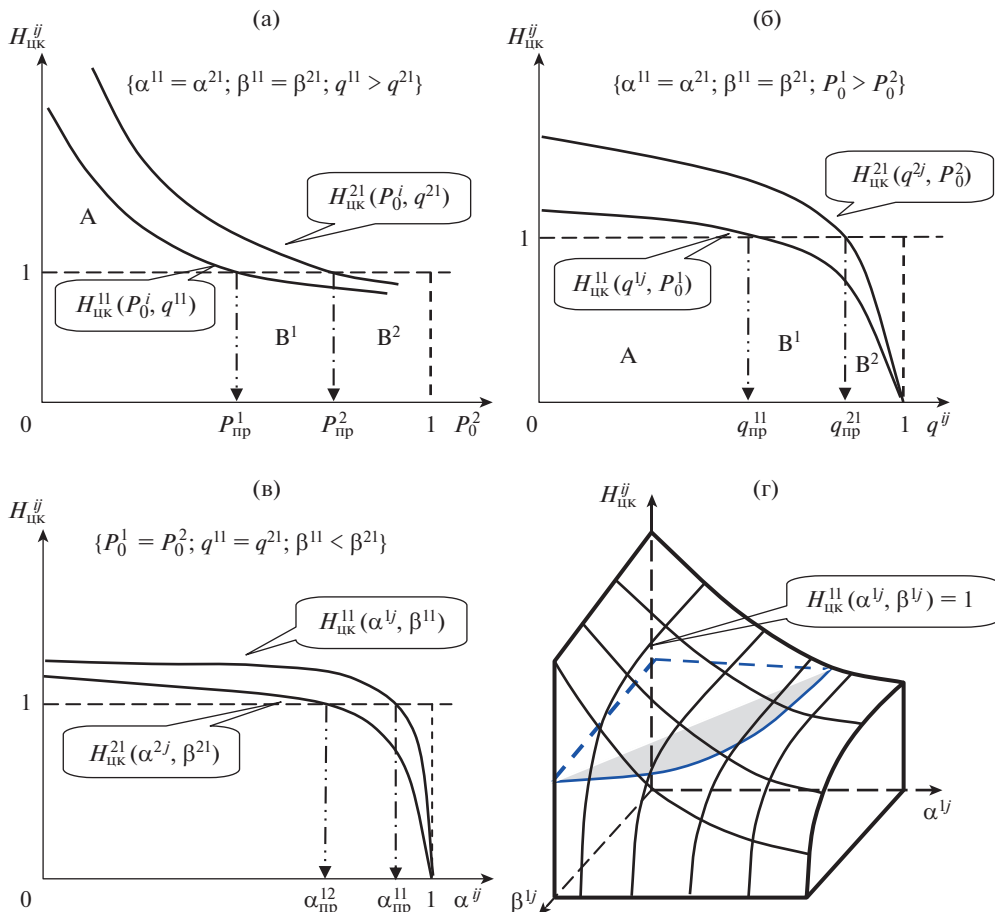 (а)
H_цк^ij
{α^11 = α^21; β^11 = β^21; q^11 > q^21}
H_цк^21(P_0^i, q^21)
A
1
H_цк^11(P_0^i, q^11)
B^1
B^2
0
P_пр^1
P_пр^2
1
P_0^2
(б)
H_цк^ij
{α^11 = α^21; β^11 = β^21; P_0^1 > P_0^2}
H_цк^21(q^2j, P_0^2)
1
H_цк^11(q^1j, P_0^1)
A
B^1
B^2
0
q_пр^11
q_пр^21
1
q^ij
(в)
H_цк^ij
{P_0^1 = P_0^2; q^11 = q^21; β^11 < β^21}
H_цк^11(α^1j, β^11)
1
H_цк^21(α^2j, β^21)
0
0
α_пр^12
α_пр^11
1
α^ij
(г)
H_цк^ij
H_цк^11(α^1j, β^1j) = 1
α^1j
β^1j